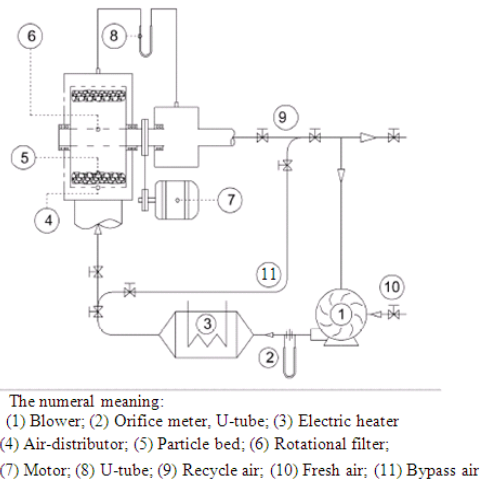 6
8
9
5
7
4
11
10
3
1
2
The numeral meaning:
(1) Blower; (2) Orifice meter, U-tube; (3) Electric heater
(4) Air-distributor; (5) Particle bed; (6) Rotational filter;
(7) Motor; (8) U-tube; (9) Recycle air; (10) Fresh air; (11) Bypass air